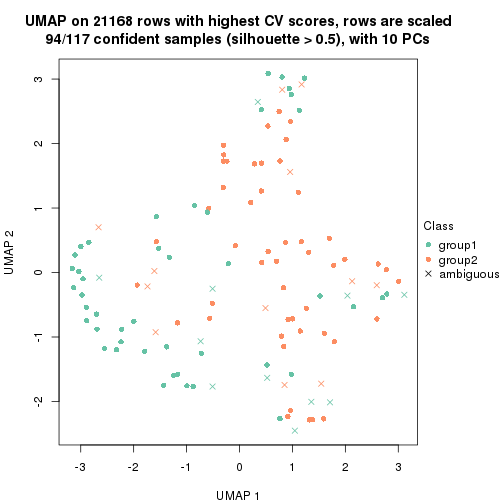 UMAP on 21168 rows with highest CV scores, rows are scaled
94/117 confident samples (silhouette > 0.5), with 10 PCs
3
2
1
0
-1
-2
UMAP 2
-3 -2 -1 0 1 2 3
UMAP 1
Class
group1
group2
ambiguous